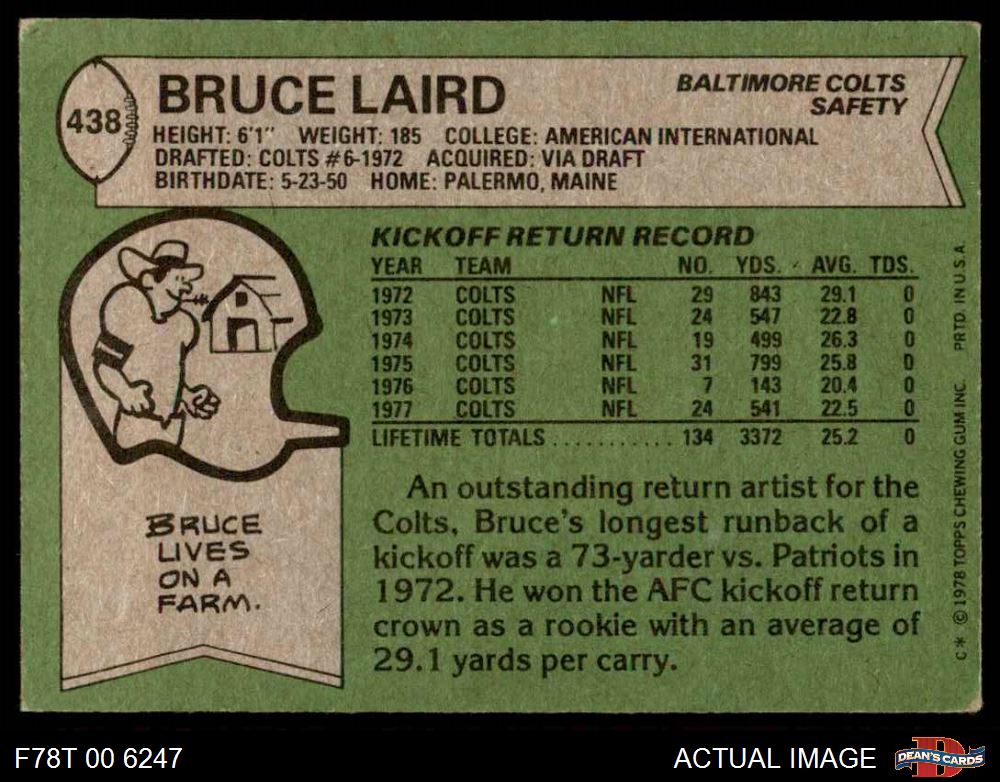 438
BRUCE LAIRD
BALTIMORE COLTS
SAFETY
HEIGHT: 6'1" WEIGHT: 185 COLLEGE: AMERICAN INTERNATIONAL
DRAFTED: COLTS #6-1972 ACQUIRED: VIA DRAFT
BIRTHDATE: 5-23-50 HOME: PALERMO, MAINE
KICKOFF RETURN RECORD
YEAR TEAM NO. YDS. AVG. TDS.
1972 COLTS NFL 29 843 29.1 0
1973 COLTS NFL 24 547 22.8 0
1974 COLTS NFL 19 499 26.3 0
1975 COLTS NFL 31 799 25.8 0
1976 COLTS NFL 7 143 20.4 0
1977 COLTS NFL 24 541 22.5 0
LIFETIME TOTALS ........... 134 3372 25.2 0
An outstanding return artist for the
Colts, Bruce's longest runback of a
kickoff was a 73-yarder vs. Patriots in
1972. He won the AFC kickoff return
crown as a rookie with an average of
29.1 yards per carry.
BRUCE
LIVES
ON A
FARM.
C* © 1978 TOPPS CHEWING GUM INC. PRTD. IN U.S.A.
F78T 00 6247
ACTUAL IMAGE
D
DEAN'S CARDS